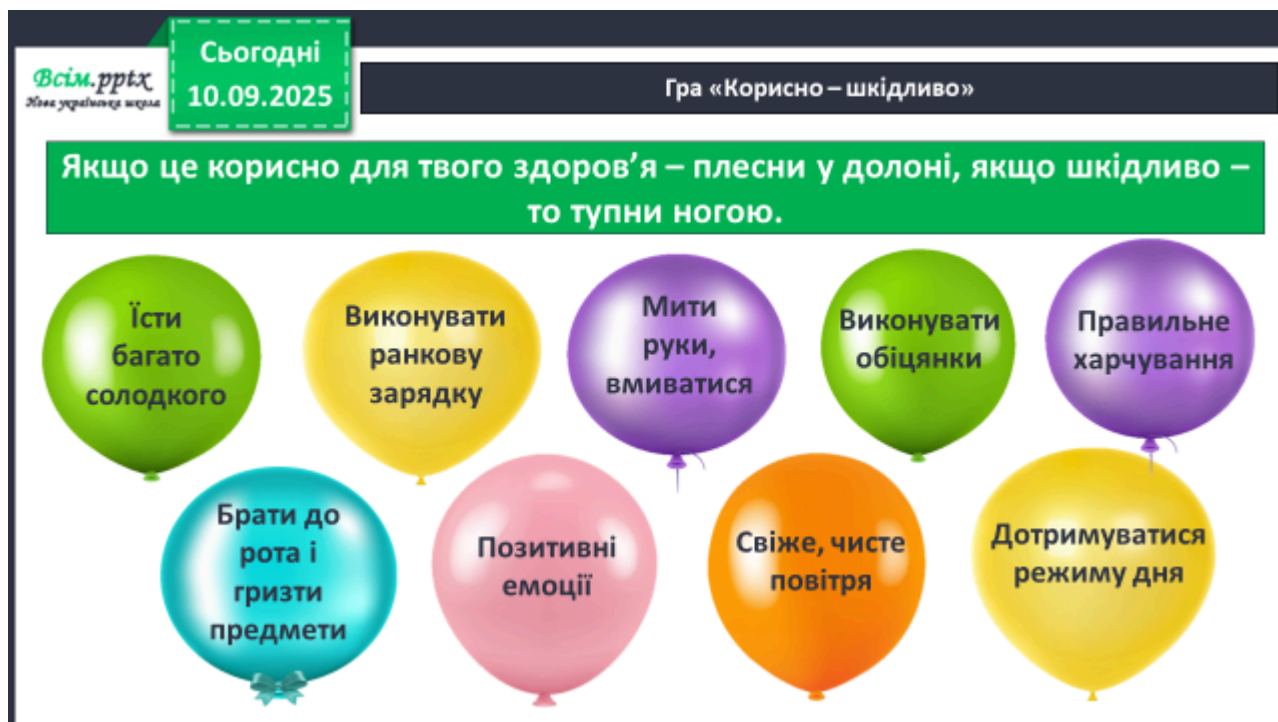 Всім.pptx
Нова українська школа
Сьогодні
10.09.2025
Гра «Корисно – шкідливо»
Якщо це корисно для твого здоров’я – плесни у долоні, якщо шкідливо –
то тупни ногою.
Їсти
багато
солодкого
Виконувати
ранкову
зарядку
Мити
руки,
вмиватися
Виконувати
обіцянки
Правильне
харчування
Брати до
рота і
гризти
предмети
Позитивні
емоції
Свіже, чисте
повітря
Дотримуватися
режиму дня